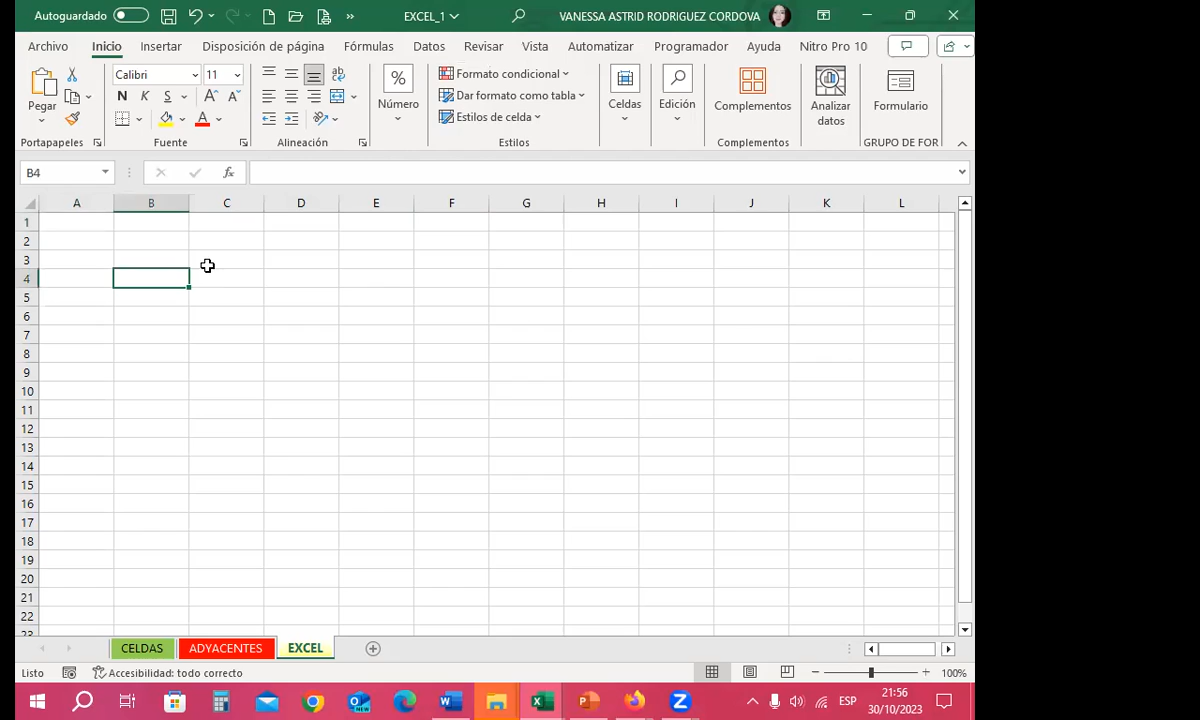 Autoguardado
EXCEL_1
VANESSA ASTRID RODRIGUEZ CORDOVA
Archivo Inicio Insertar Disposición de página Fórmulas Datos Revisar Vista Automatizar Programador Ayuda Nitro Pro 10
Pegar
Portapapeles
Calibri 11
N K S A A
A
Fuente
ab
Alineación
%
Número
Formato condicional
Dar formato como tabla
Estilos de celda
Estilos
Celdas
Edición
Complementos
Complementos
Analizar
datos
Formulario
GRUPO DE FOR
B4 fx
A B C D E F G H I J K L
1
2
3
4
5
6
7
8
9
10
11
12
13
14
15
16
17
18
19
20
21
22
23
CELDAS ADYACENTES EXCEL
Listo Accesibilidad: todo correcto 100%
ESP 21:56
30/10/2023